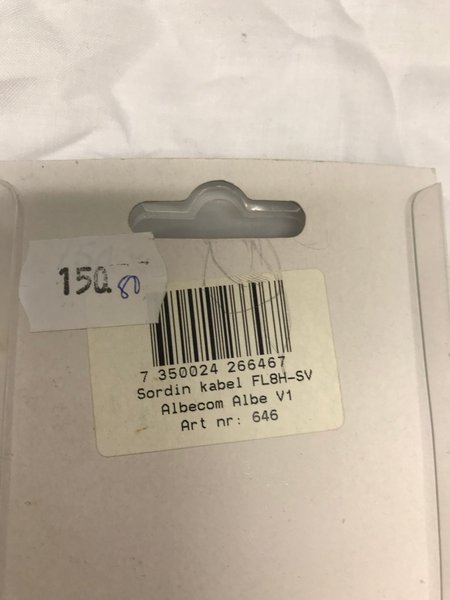 150.
80
7 350024 266467
Sordin kabel FL8H-SV
Albecom Albe V1
Art nr: 646